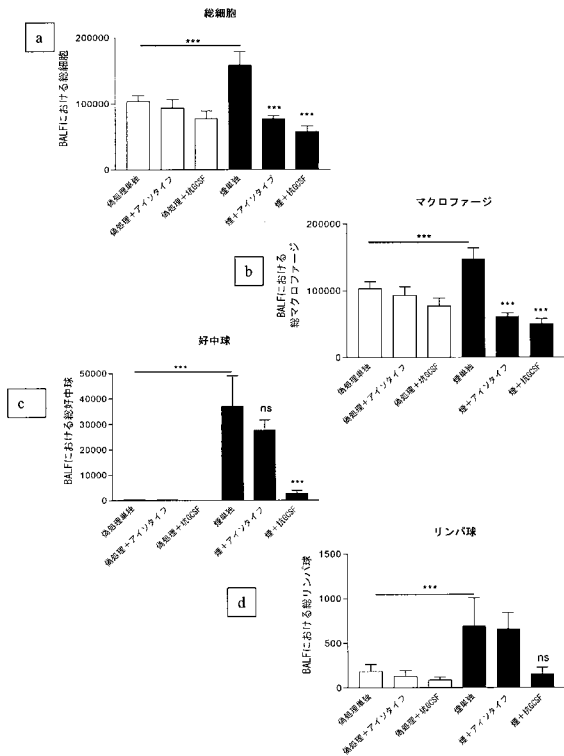 総細胞
a
BALFにおける総細胞
200000
100000
0
***
***
***
偽処理単独
偽処理+アイソタイプ
偽処理+抗GCSF
煙単独
煙+アイソタイプ
煙+抗GCSF
マクロファージ
b
BALFにおける
総マクロファージ
200000
100000
0
***
***
***
偽処理単独
偽処理+アイソタイプ
偽処理+抗GCSF
煙単独
煙+アイソタイプ
煙+抗GCSF
好中球
c
BALFにおける総好中球
50000
40000
30000
20000
10000
0
***
ns
***
偽処理単独
偽処理+アイソタイプ
偽処理+抗GCSF
煙単独
煙+アイソタイプ
煙+抗GCSF
リンパ球
d
BALFにおける総リンパ球
1500
1000
500
0
***
ns
偽処理単独
偽処理+アイソタイプ
偽処理+抗GCSF
煙単独
煙+アイソタイプ
煙+抗GCSF